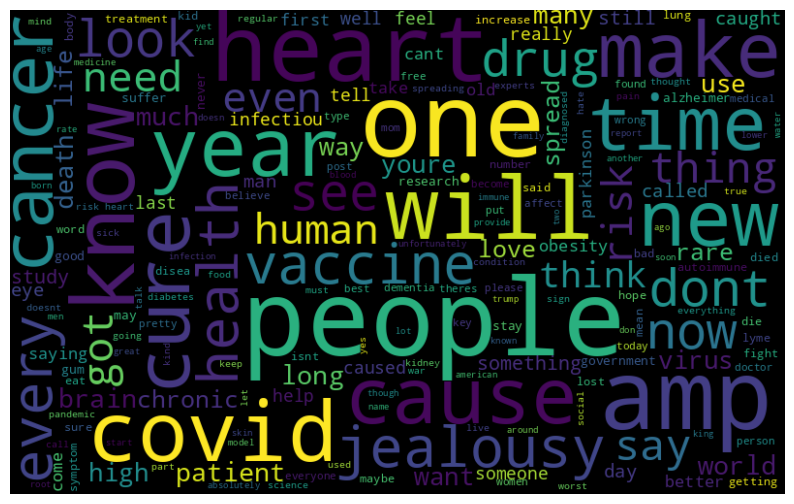 treatment
kid
first
well
feel
increase
many
still
lung
caught
mind
body
regular
yet
look
heart
cant
really
drug
make
age
find
medicine
need
free
spreading
experts
cancer
life
suffer
never
take
old
hate
use
found
thought
even
tell
spread
diagnosed
alzheimer
medical
rate
doesn
much
infectiou
type
one
pain
wrong
report
lower
water
death
year
way
mom
family
time
know
man
post
youre
number
another
born
believe
research
blood
become
parkinson
called
true
thing
risk heart
last
see
immune
said
affect
two
risk
word
sick
human
will
put
provide
ago
new
good
cure
health
unfortunately
love
obesity
rare
bad
soon
died
study
infection
disea
food
vaccine
condition
think
autoimmune
eye
doesnt
men
may
talk
diabetes
must
best
dementia
theres
please
hope
mean
dont
everything
got
going
people
trump
sign
stay
don
die
every
saying
pretty
great
kind
keep
isnt
lot
key
known
yes
today
now
lyme
fight
gum
eat
long
caused
kidney
war
something
government
virus
doctor
brain
chronic
help
american
cause
lost
amp
pandemic
let
though
name
social
sure
call
start
covid
skin
model
live
around
king
person
come
symptom
high
part
patient
used
everyone
jealousy
say
world
absolutely
science
want
someone
maybe
women
worst
day
better
getting